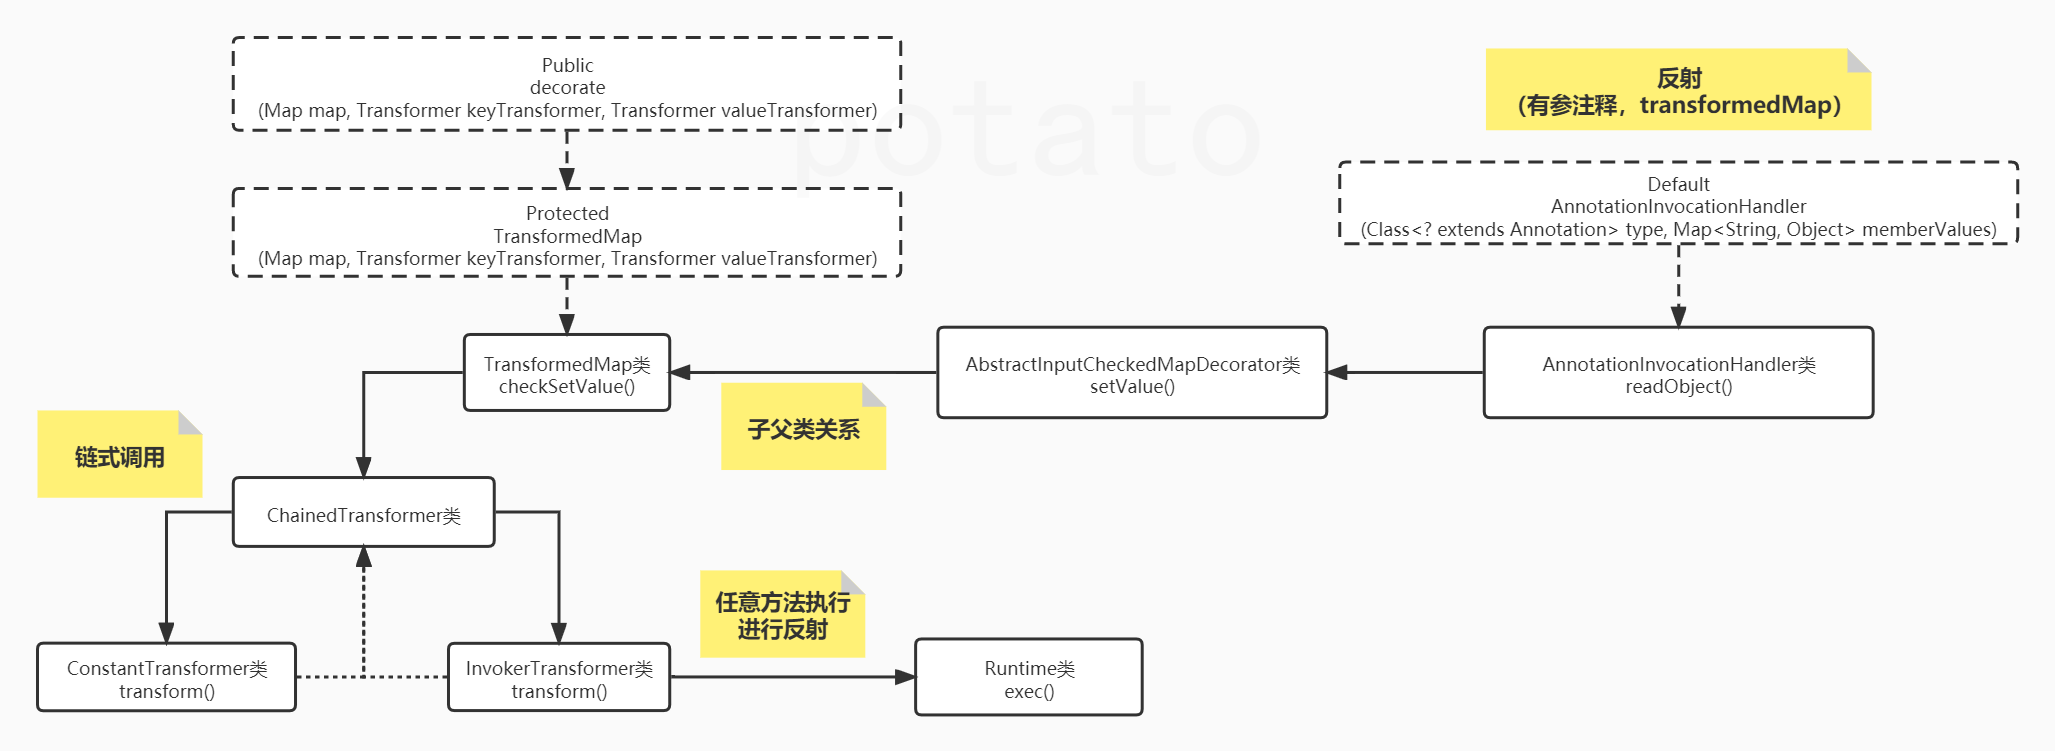 Public
decorate
(Map map, Transformer keyTransformer, Transformer valueTransformer)
potato
反射
（有参注释，transformedMap）
Protected
TransformedMap
(Map map, Transformer keyTransformer, Transformer valueTransformer)
Default
AnnotationInvocationHandler
(Class<? extends Annotation> type, Map<String, Object> memberValues)
TransformedMap类
checkSetValue()
AbstractInputCheckedMapDecorator类
setValue()
AnnotationInvocationHandler类
readObject()
子父类关系
链式调用
ChainedTransformer类
任意方法执行
进行反射
ConstantTransformer类
transform()
InvokerTransformer类
transform()
Runtime类
exec()